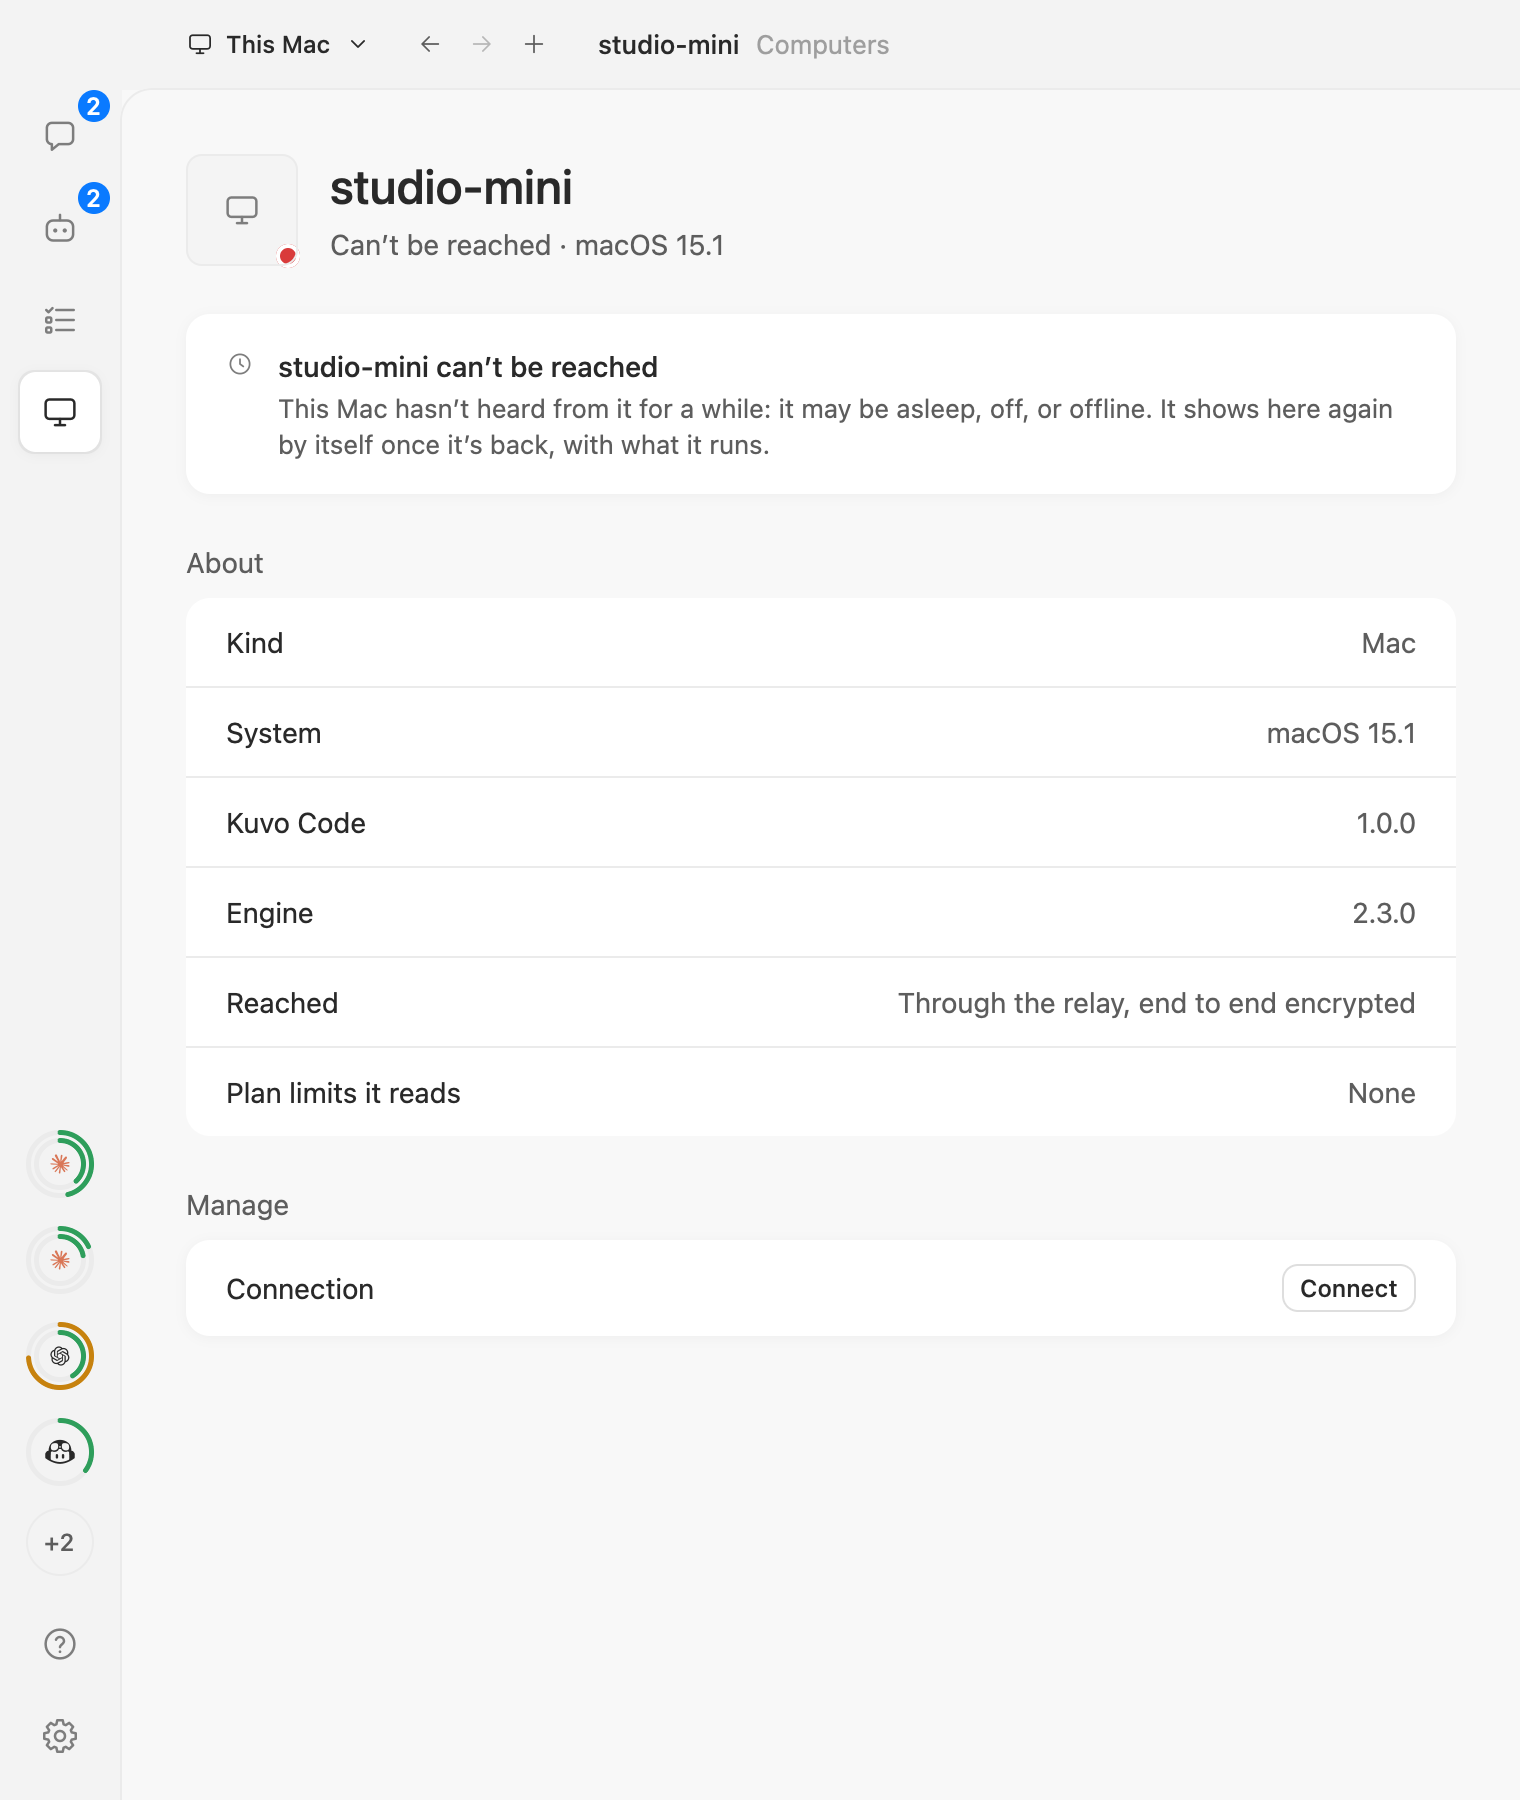 This Mac
studio-mini Computers
2
2
studio-mini
Can’t be reached · macOS 15.1
studio-mini can’t be reached
This Mac hasn’t heard from it for a while: it may be asleep, off, or offline. It shows here again
by itself once it’s back, with what it runs.
About
Kind Mac
System macOS 15.1
Kuvo Code 1.0.0
Engine 2.3.0
Reached Through the relay, end to end encrypted
Plan limits it reads None
Manage
Connection Connect
+2